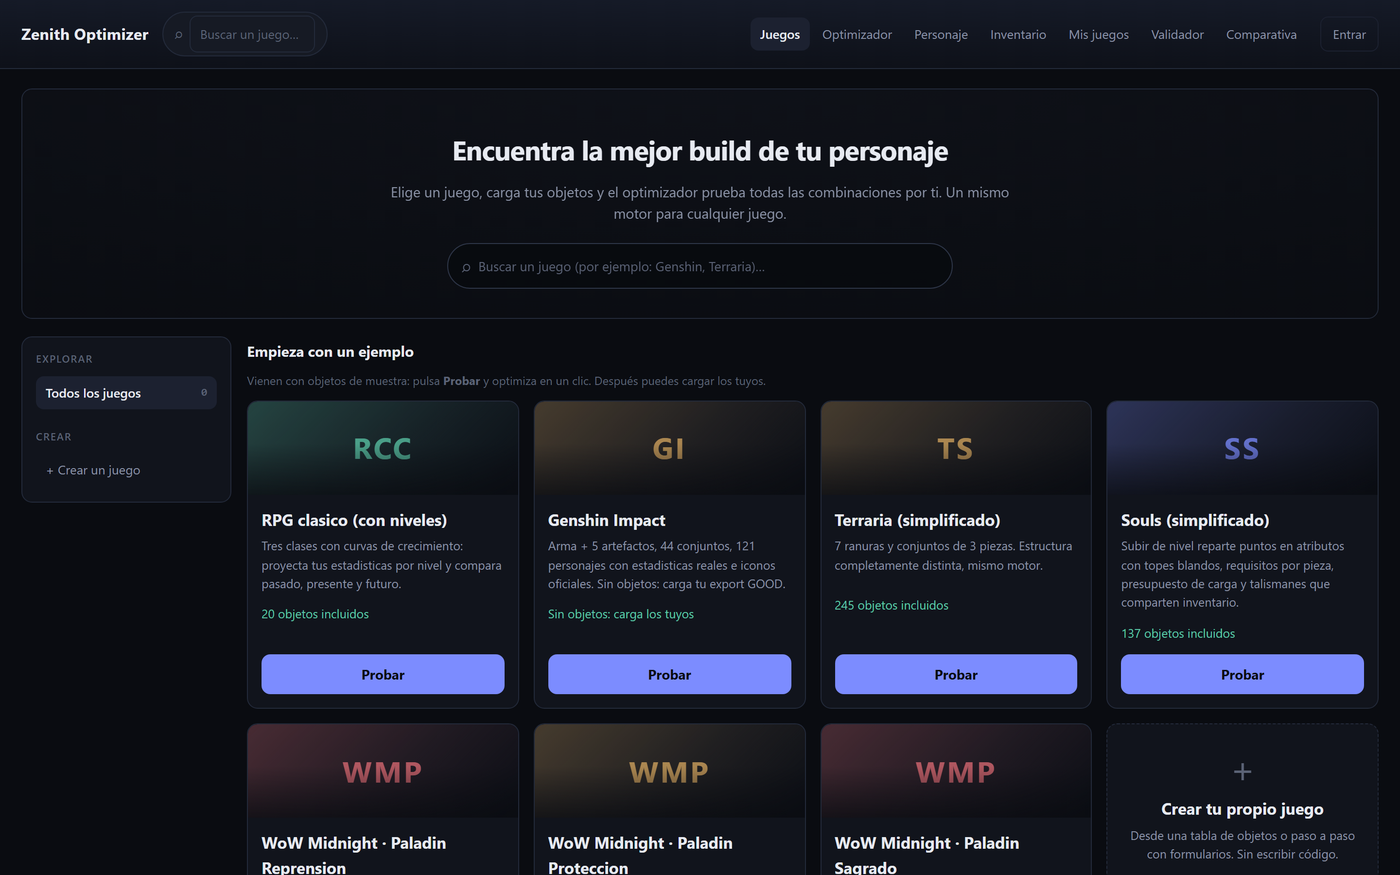 Zenith Optimizer
Buscar un juego...
Juegos
Optimizador
Personaje
Inventario
Mis juegos
Validador
Comparativa
Entrar
Encuentra la mejor build de tu personaje
Elige un juego, carga tus objetos y el optimizador prueba todas las combinaciones por ti. Un mismo
motor para cualquier juego.
Buscar un juego (por ejemplo: Genshin, Terraria)...
EXPLORAR
Todos los juegos 0
CREAR
+ Crear un juego
Empieza con un ejemplo
Vienen con objetos de muestra: pulsa Probar y optimiza en un clic. Después puedes cargar los tuyos.
RCC
RPG clasico (con niveles)
Tres clases con curvas de crecimiento:
proyecta tus estadisticas por nivel y compara
pasado, presente y futuro.
20 objetos incluidos
Probar
GI
Genshin Impact
Arma + 5 artefactos, 44 conjuntos, 121
personajes con estadisticas reales e iconos
oficiales. Sin objetos: carga tu export GOOD.
Sin objetos: carga los tuyos
Probar
TS
Terraria (simplificado)
7 ranuras y conjuntos de 3 piezas. Estructura
completamente distinta, mismo motor.
245 objetos incluidos
Probar
SS
Souls (simplificado)
Subir de nivel reparte puntos en atributos
con topes blandos, requisitos por pieza,
presupuesto de carga y talismanes que
comparten inventario.
137 objetos incluidos
Probar
WMP
WoW Midnight · Paladin
Reprension
WMP
WoW Midnight · Paladin
Proteccion
WMP
WoW Midnight · Paladin
Sagrado
+
Crear tu propio juego
Desde una tabla de objetos o paso a paso
con formularios. Sin escribir código.